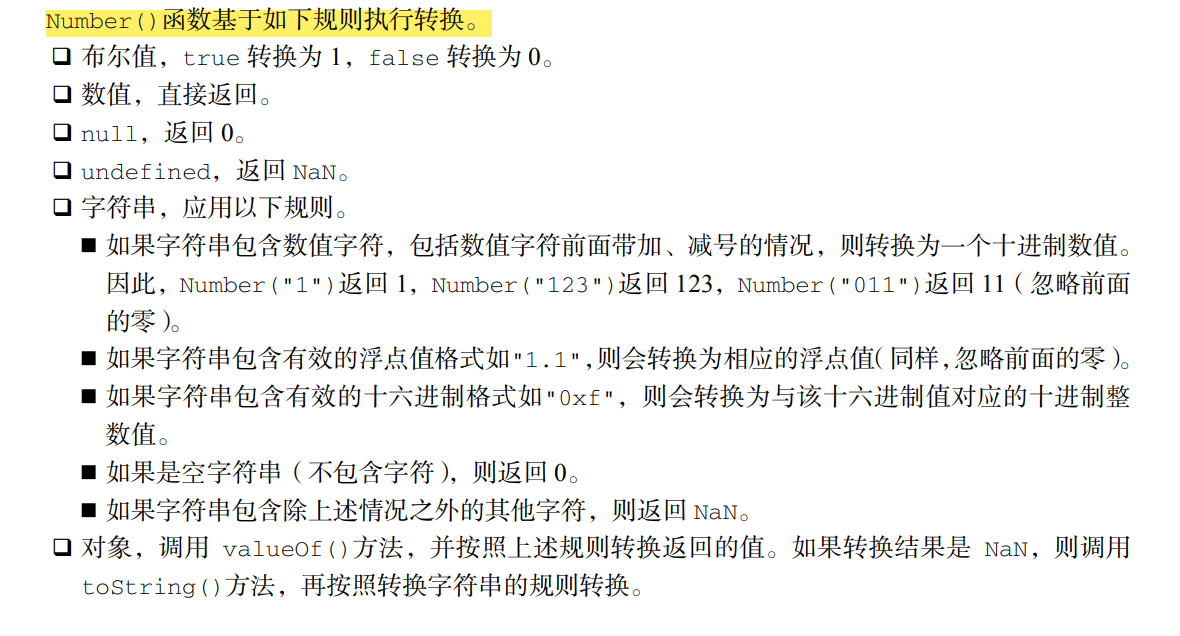 Number()函数基于如下规则执行转换。
❑ 布尔值，true 转换为 1，false 转换为 0。
❑ 数值，直接返回。
❑ null，返回 0。
❑ undefined，返回 NaN。
❑ 字符串，应用以下规则。
■ 如果字符串包含数值字符，包括数值字符前面带加、减号的情况，则转换为一个十进制数值。
因此，Number("1")返回 1，Number("123")返回 123，Number("011")返回 11（忽略前面
的零）。
■ 如果字符串包含有效的浮点值格式如"1.1"，则会转换为相应的浮点值（同样，忽略前面的零）。
■ 如果字符串包含有效的十六进制格式如"0xf"，则会转换为与该十六进制值对应的十进制整
数值。
■ 如果是空字符串（不包含字符），则返回 0。
■ 如果字符串包含除上述情况之外的其他字符，则返回 NaN。
❑ 对象，调用 valueOf()方法，并按照上述规则转换返回的值。如果转换结果是 NaN，则调用
toString()方法，再按照转换字符串的规则转换。